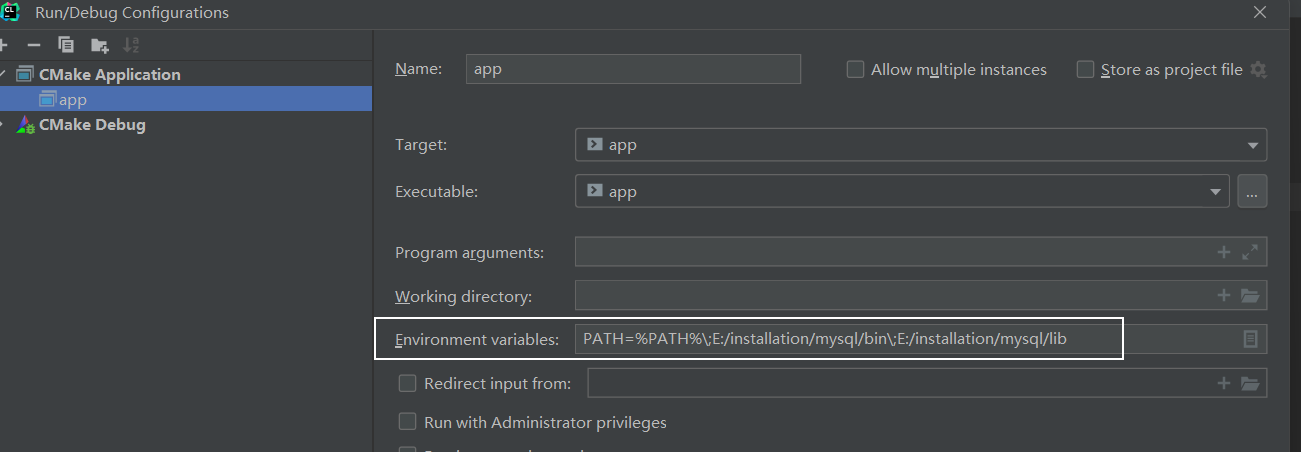 CL Run/Debug Configurations
CMake Application
app
CMake Debug
Name: app
Allow multiple instances
Store as project file
Target: app
Executable: app
...
Program arguments:
Working directory:
Environment variables: PATH=%PATH%\;E:/installation/mysql/bin\;E:/installation/mysql/lib
Redirect input from:
Run with Administrator privileges